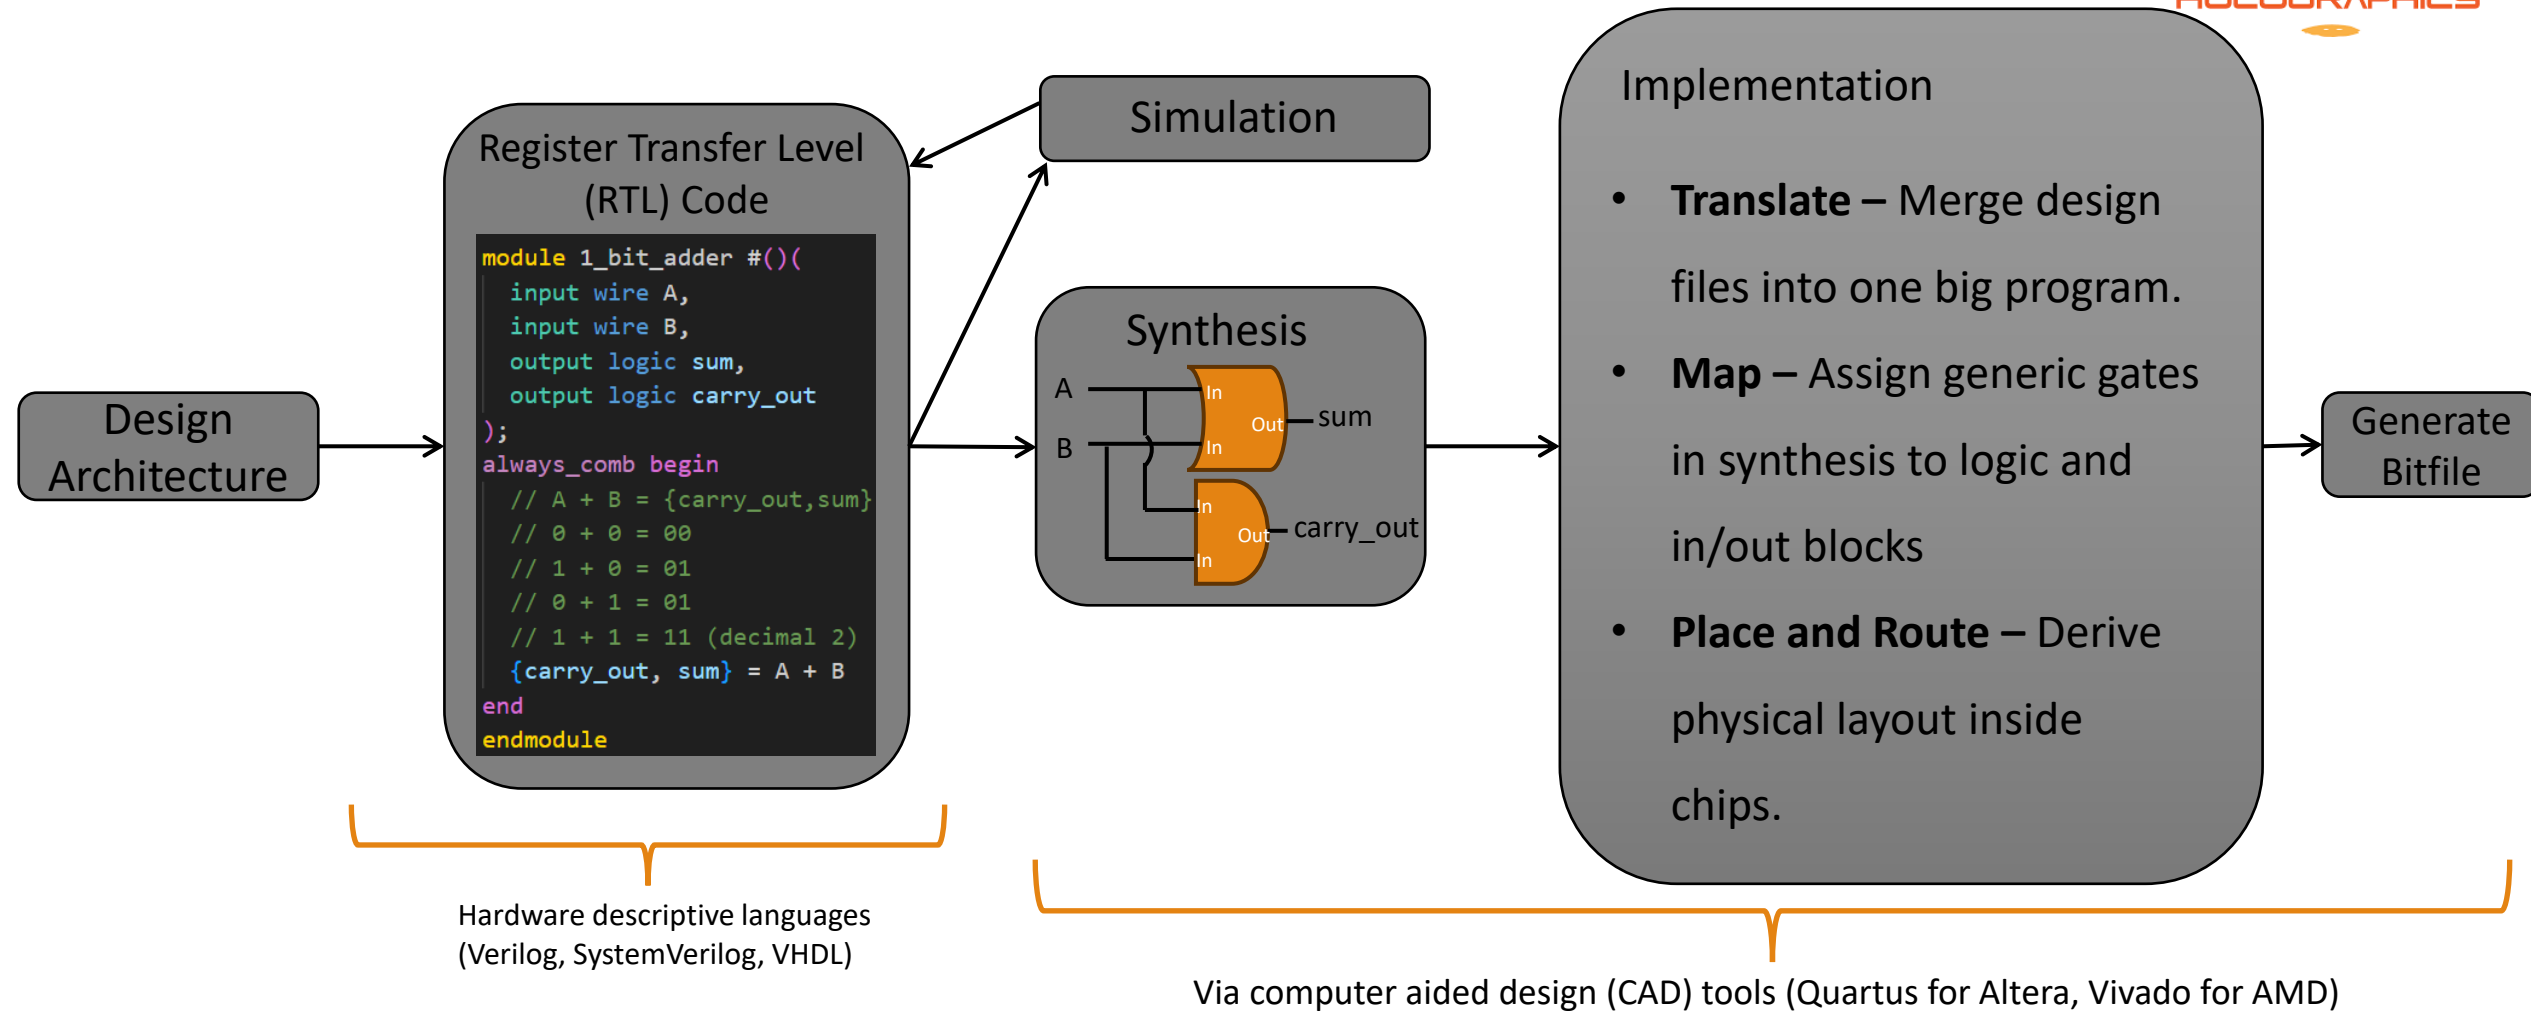 HOLOGRAPHICS
Design
Architecture
Register Transfer Level
(RTL) Code
module 1_bit_adder #()(
input wire A,
input wire B,
output logic sum,
output logic carry_out
);
always_comb begin
// A + B = {carry_out,sum}
// 0 + 0 = 00
// 1 + 0 = 01
// 0 + 1 = 01
// 1 + 1 = 11 (decimal 2)
{carry_out, sum} = A + B
end
endmodule
Hardware descriptive languages
(Verilog, SystemVerilog, VHDL)
Simulation
Synthesis
A
B
In
In
Out
sum
In
In
Out
carry_out
Implementation
• Translate – Merge design
files into one big program.
• Map – Assign generic gates
in synthesis to logic and
in/out blocks
• Place and Route – Derive
physical layout inside
chips.
Generate
Bitfile
Via computer aided design (CAD) tools (Quartus for Altera, Vivado for AMD)